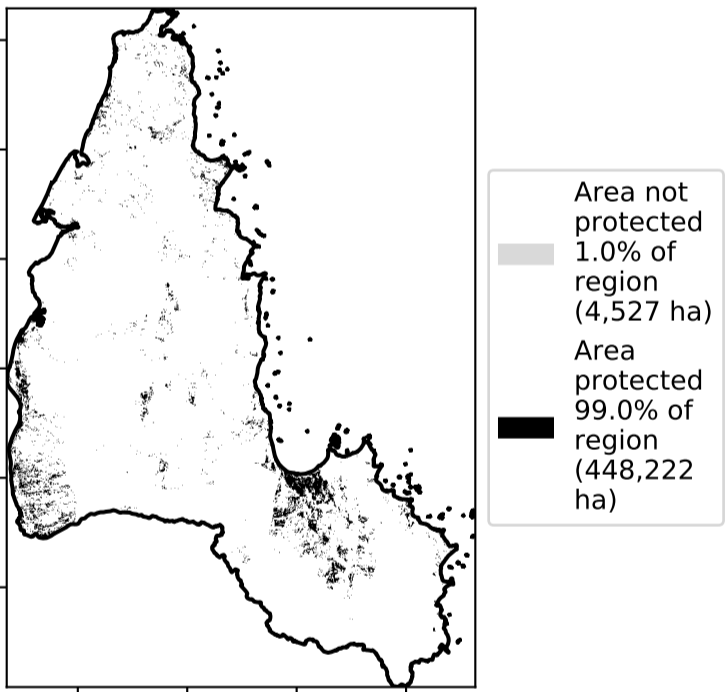 Area not
protected
1.0% of
region
(4,527 ha)
Area
protected
99.0% of
region
(448,222
ha)